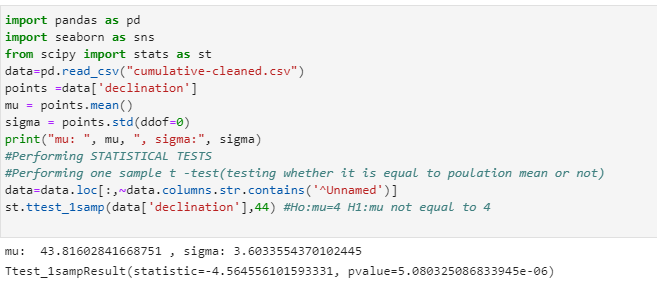 import pandas as pd
import seaborn as sns
from scipy import stats as st
data=pd.read_csv("cumulative-cleaned.csv")
points =data['declination']
mu = points.mean()
sigma = points.std(ddof=0)
print("mu: ", mu, ", sigma:", sigma)
#Performing STATISTICAL TESTS
#Performing one sample t -test(testing whether it is equal to poulation mean or not)
data=data.loc[:,~data.columns.str.contains('^Unnamed')]
st.ttest_1samp(data['declination'],44) #Ho:mu=4 H1:mu not equal to 4
mu:  43.81602841668751 , sigma: 3.6033554370102445
Ttest_1sampResult(statistic=-4.564556101593331, pvalue=5.080325086833945e-06)